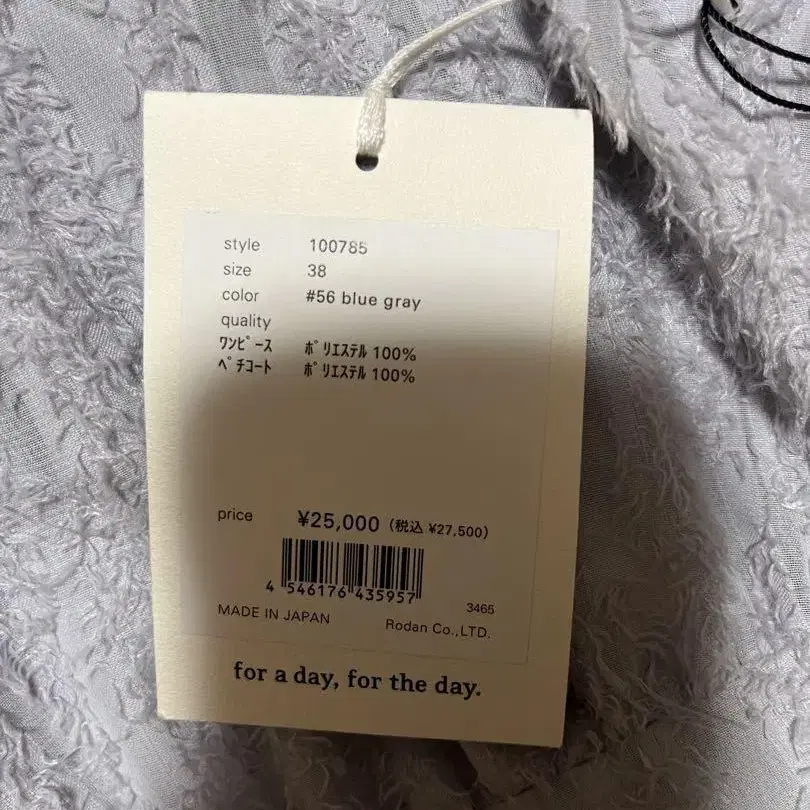 style 100785
size 38
color #56 blue gray
quality
ﾜﾝﾋﾟｰｽ ﾎﾟﾘｴｽﾃﾙ 100%
ﾍﾟﾁｺｰﾄ ﾎﾟﾘｴｽﾃﾙ 100%
price ¥25,000 (税込 ¥27,500)
4 546176 435957
3465
MADE IN JAPAN Rodan Co.,LTD.
for a day, for the day.